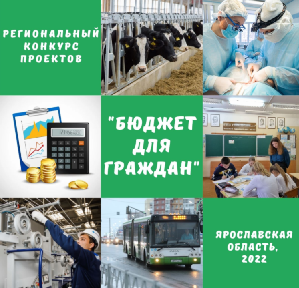 РЕГИОНАЛЬНЫЙ
КОНКУРС
ПРОЕКТОВ
"БЮДЖЕТ
ДЛЯ
ГРАЖДАН"
ЯРОСЛАВСКАЯ
ОБЛАСТЬ,
2022